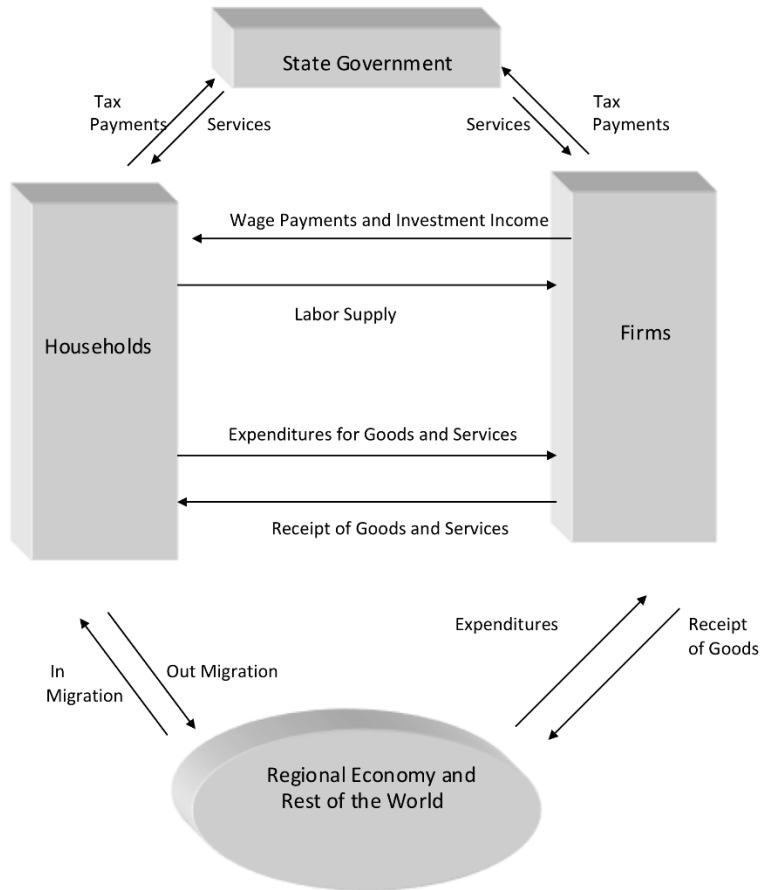 State Government
Tax
Payments
Services
Services
Tax
Payments
Wage Payments and Investment Income
Labor Supply
Households
Firms
Expenditures for Goods and Services
Receipt of Goods and Services
In
Migration
Out Migration
Expenditures
Receipt
of Goods
Regional Economy and
Rest of the World